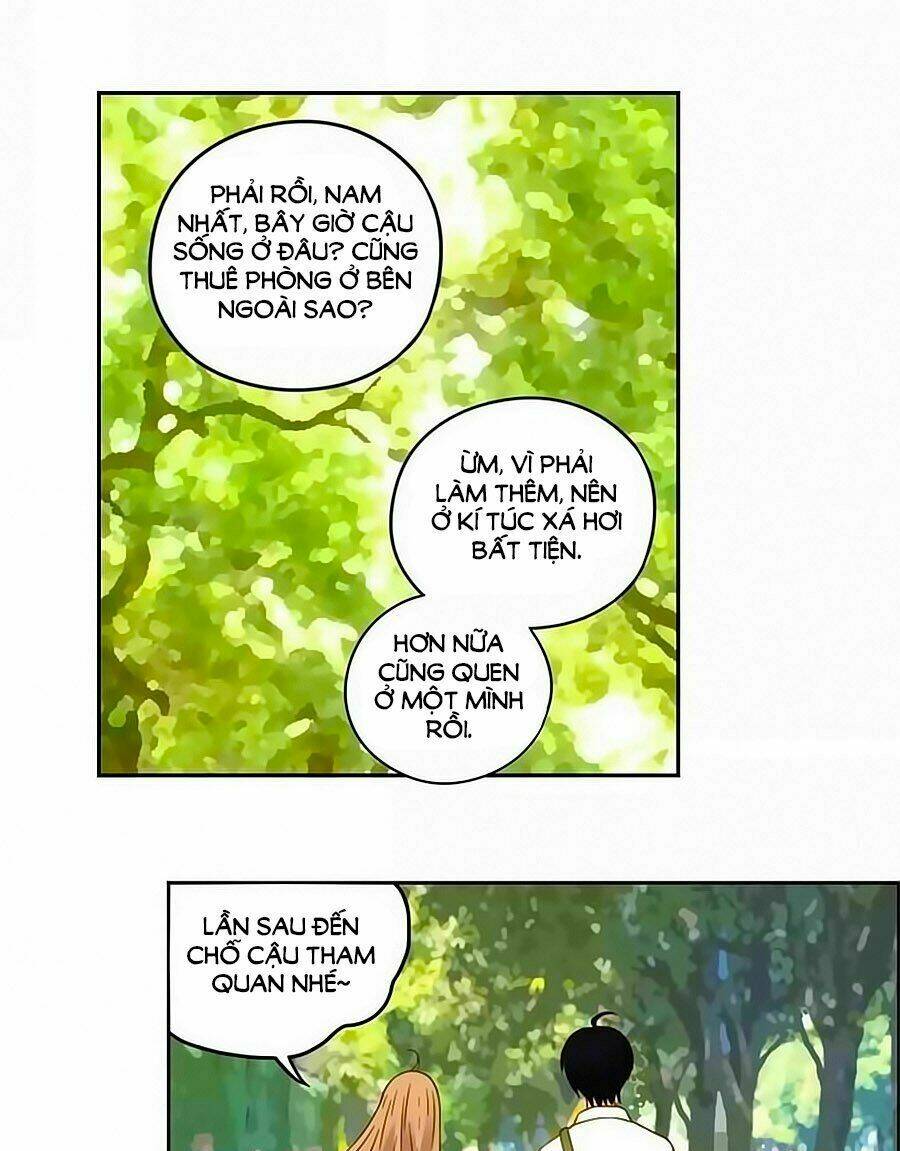 PHẢI RỒI, NAM
NHẤT, BÂY GIỜ CẬU
SỐNG Ở ĐÂU? CŨNG
THUÊ PHÒNG Ở BÊN
NGOÀI SAO?
ỪM, VÌ PHẢI
LÀM THÊM, NÊN
Ở KÍ TÚC XÁ HƠI
BẤT TIỆN.
HƠN NỮA
CŨNG QUEN
Ở MỘT MÌNH
RỒI.
LẦN SAU ĐẾN
CHỖ CẬU THAM
QUAN NHÉ~